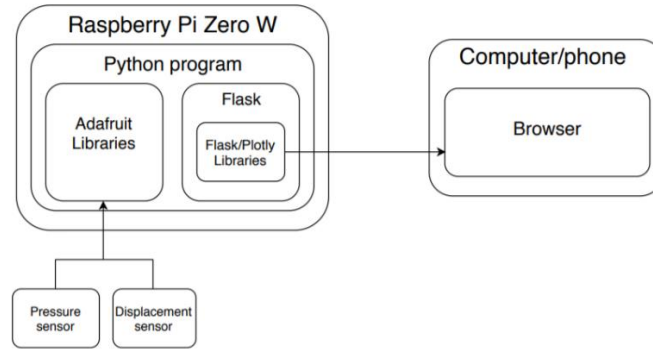 Raspberry Pi Zero W
Python program
Adafruit
Libraries
Flask
Flask/Plotly
Libraries
Computer/phone
Browser
Pressure
sensor
Displacement
sensor